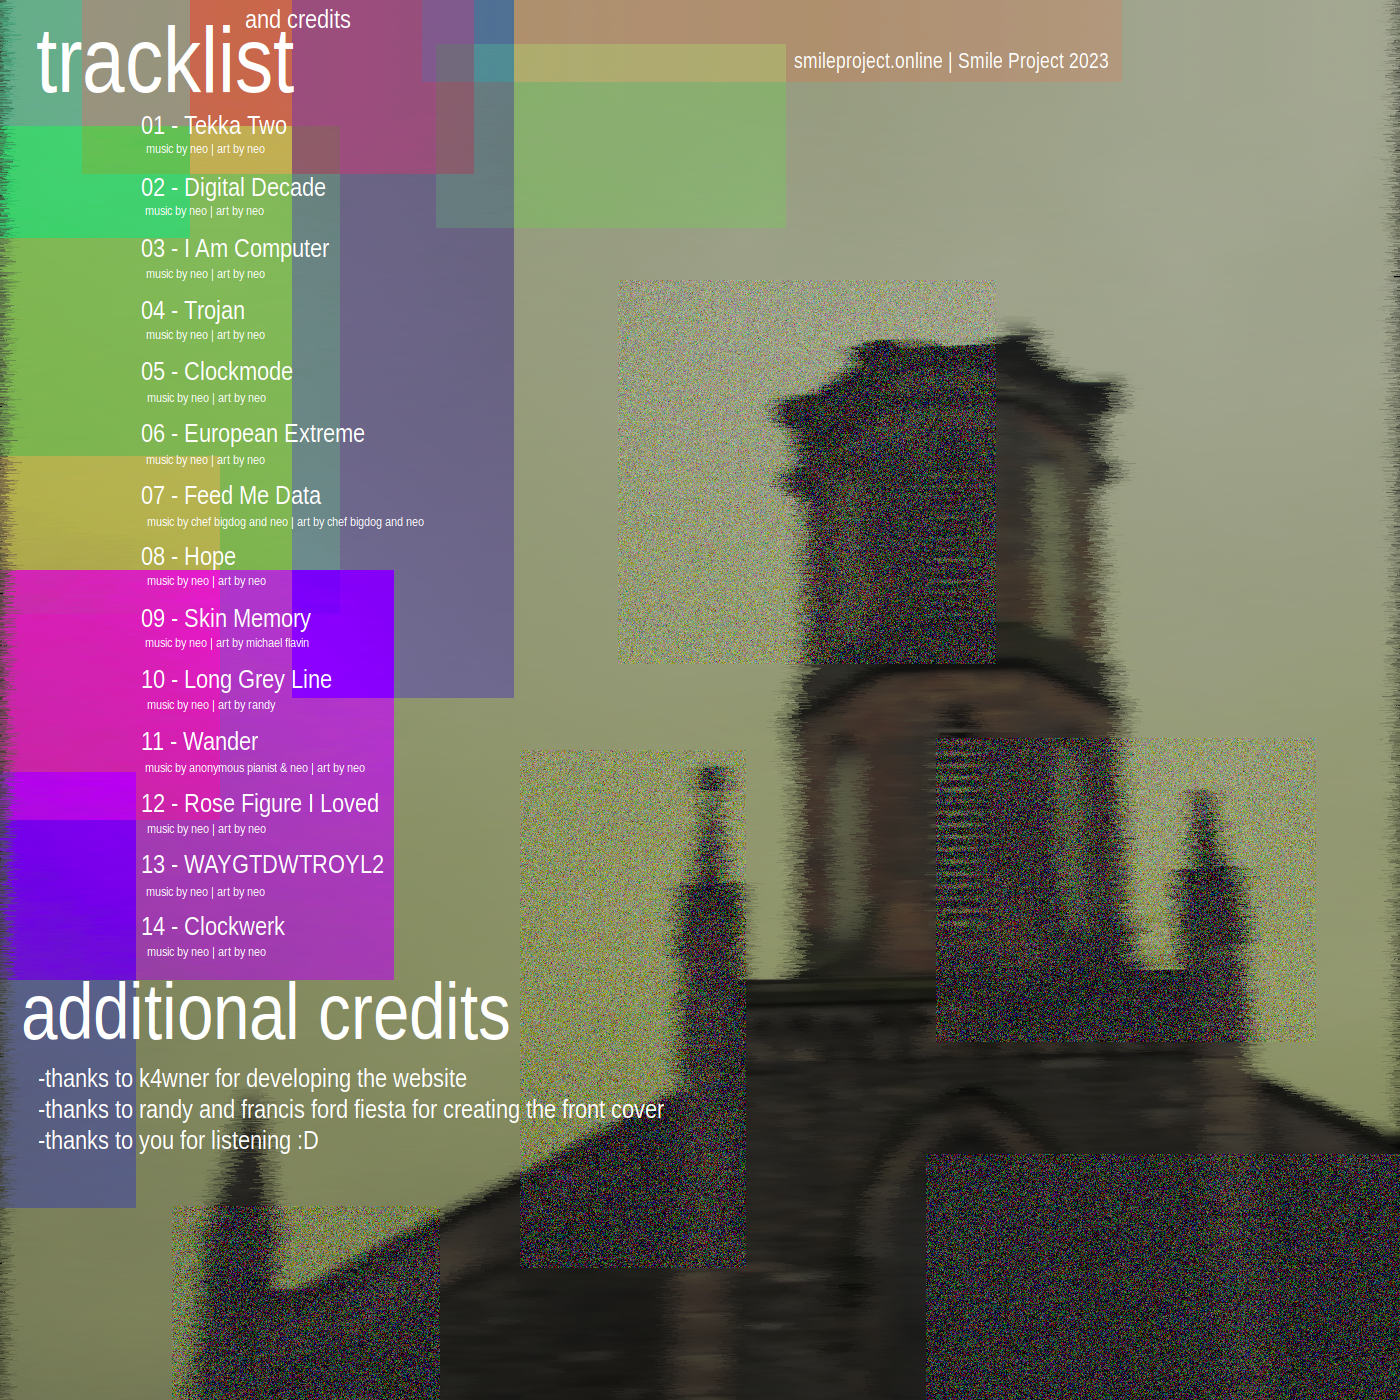 and credits
tracklist
smileproject.online | Smile Project 2023
01 - Tekka Two
music by neo | art by neo
02 - Digital Decade
music by neo | art by neo
03 - I Am Computer
music by neo | art by neo
04 - Trojan
music by neo | art by neo
05 - Clockmode
music by neo | art by neo
06 - European Extreme
music by neo | art by neo
07 - Feed Me Data
music by chef bigdog and neo | art by chef bigdog and neo
08 - Hope
music by neo | art by neo
09 - Skin Memory
music by neo | art by michael flavin
10 - Long Grey Line
music by neo | art by randy
11 - Wander
music by anonymous pianist & neo | art by neo
12 - Rose Figure I Loved
music by neo | art by neo
13 - WAYGTDWTROYL2
music by neo | art by neo
14 - Clockwerk
music by neo | art by neo
additional credits
-thanks to k4wner for developing the website
-thanks to randy and francis ford fiesta for creating the front cover
-thanks to you for listening :D